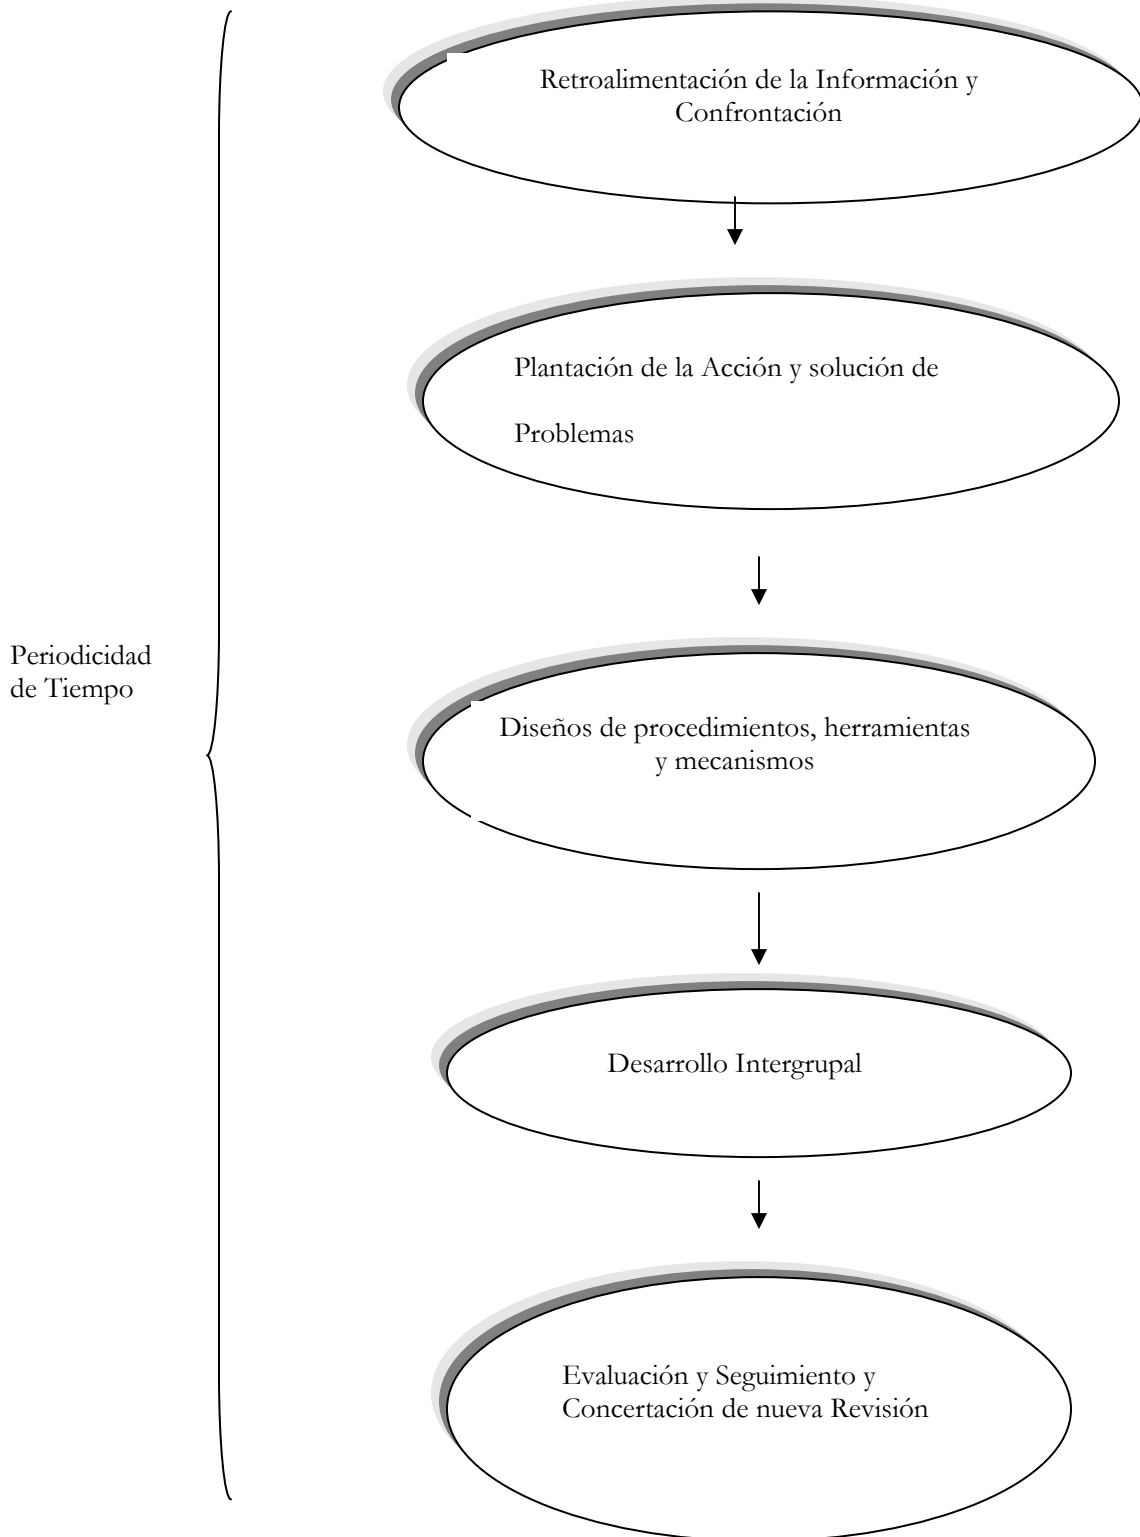 Retroalimentación de la Información y
Confrontación
Plantación de la Acción y solución de
Problemas
Periodicidad
de Tiempo
Diseños de procedimientos, herramientas
y mecanismos
Desarrollo Intergrupal
Evaluación y Seguimiento y
Concertación de nueva Revisión